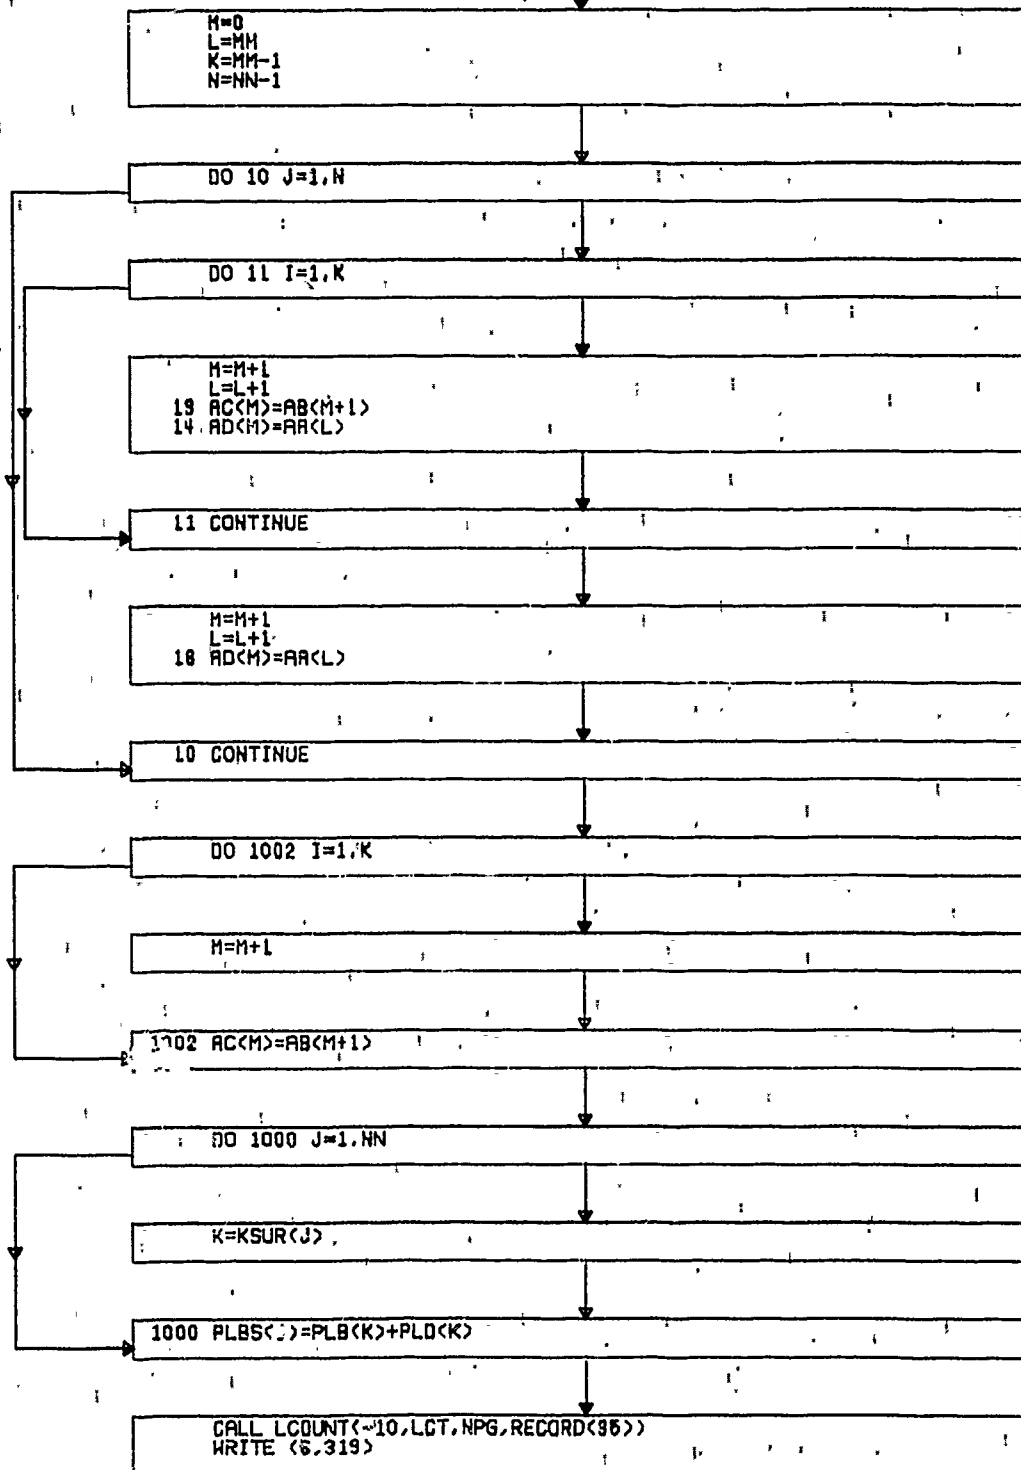 M=0
L=MM
K=MM-1
N=NN-1
DO 10 J=1,N
DO 11 I=1,K
M=M+1
L=L+1
19 AC(M)=AB(M+1)
14 AD(M)=AA(L)
11 CONTINUE
M=M+1
L=L+1
18 AD(M)=AA(L)
10 CONTINUE
DO 1002 I=1,K
M=M+1
1002 AC(M)=AB(M+1)
DO 1000 J=1,NN
K=KSUR(J)
1000 PLBS(J)=PLB(K)+PLD(K)
CALL LCOUNT(-10,LCT,NPG,RECORD(96))
WRITE (6,319)